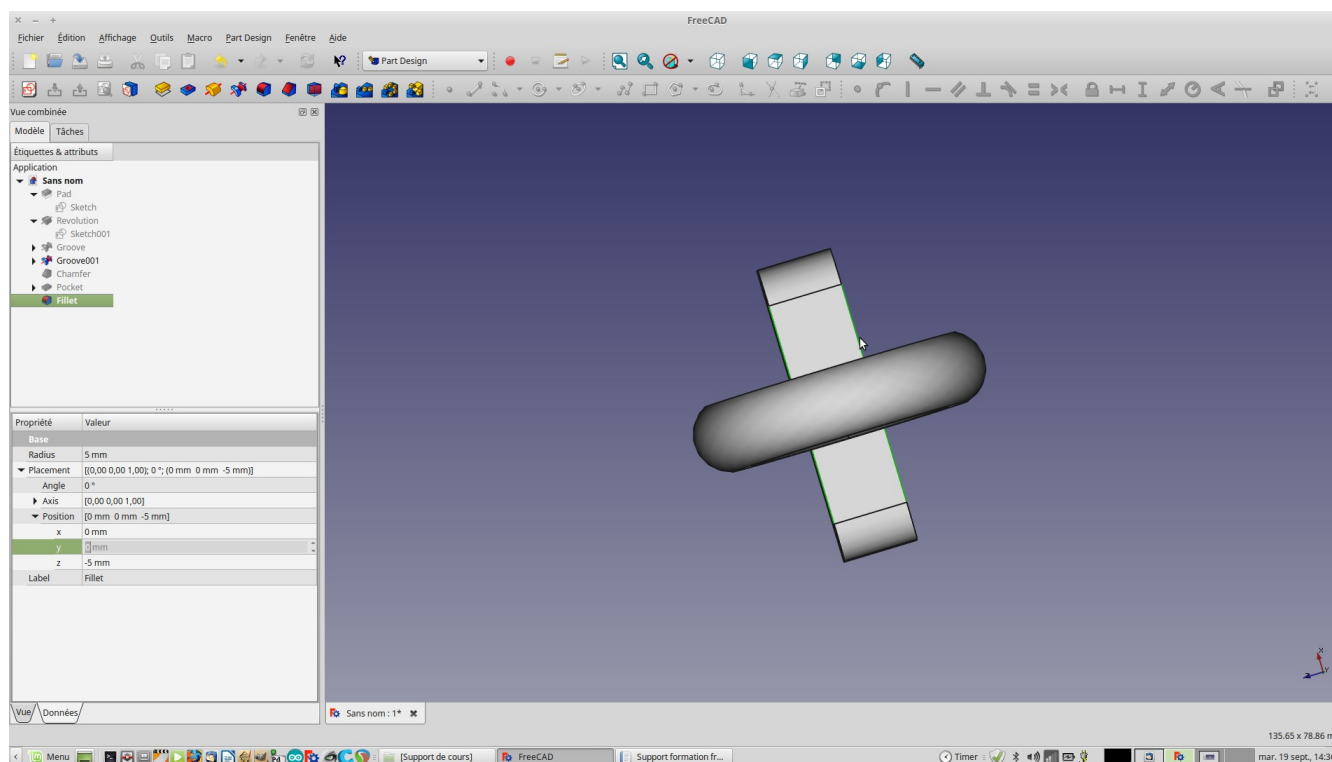 FreeCAD
Fichier Édition Affichage Outils Macro Part Design Fenêtre Aide
Part Design
Vue combinée
Modèle Tâches
Étiquettes & attributs
Application
Sans nom
Pad
Sketch
Revolution
Sketch001
Groove
Groove001
Chamfer
Pocket
Fillet
Propriété Valeur
Base
Radius 5 mm
Placement [(0,00 0,00 1,00); 0 °; (0 mm 0 mm -5 mm)]
Angle 0 °
Axis [0,00 0,00 1,00]
Position [0 mm 0 mm -5 mm]
x 0 mm
y 0 mm
z -5 mm
Label Fillet
X
Y
Vue Données
Sans nom : 1*
135.65 x 78.86 m
Menu [Support de cours] FreeCAD Support formation fr... Timer mar. 19 sept., 14:3